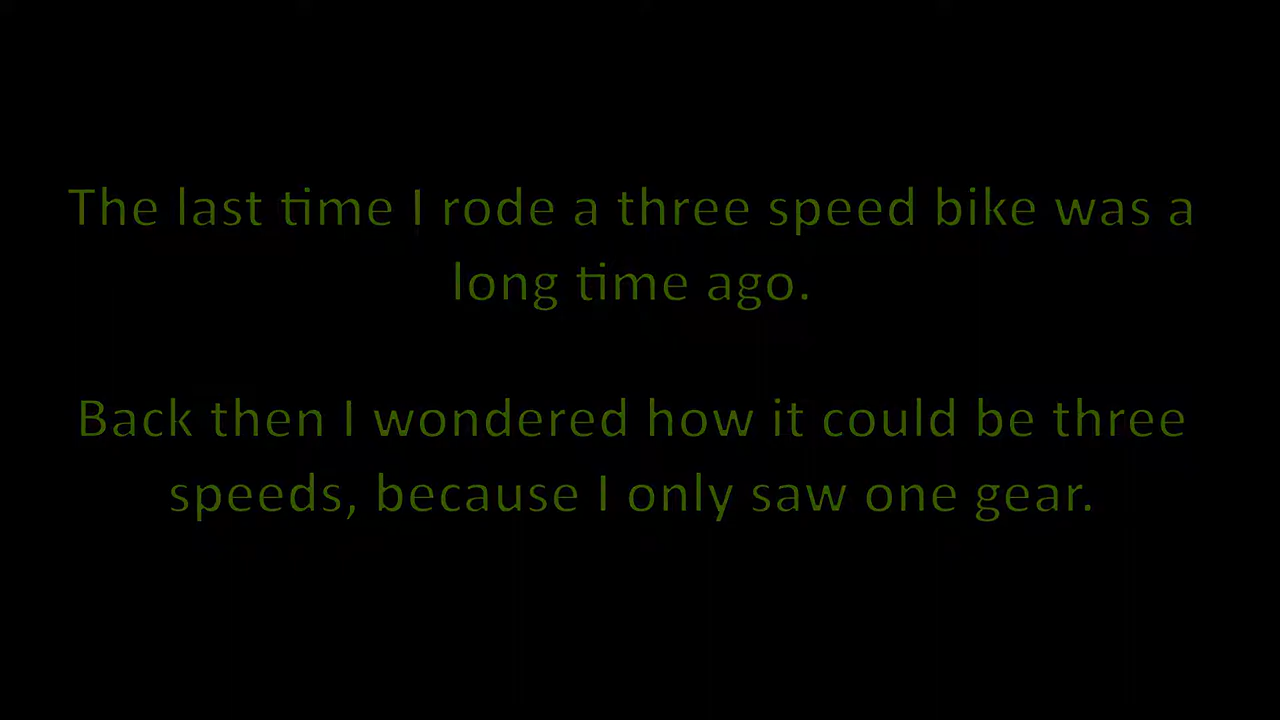 The last time I rode a three speed bike was a
long time ago.
Back then I wondered how it could be three
speeds, because I only saw one gear.